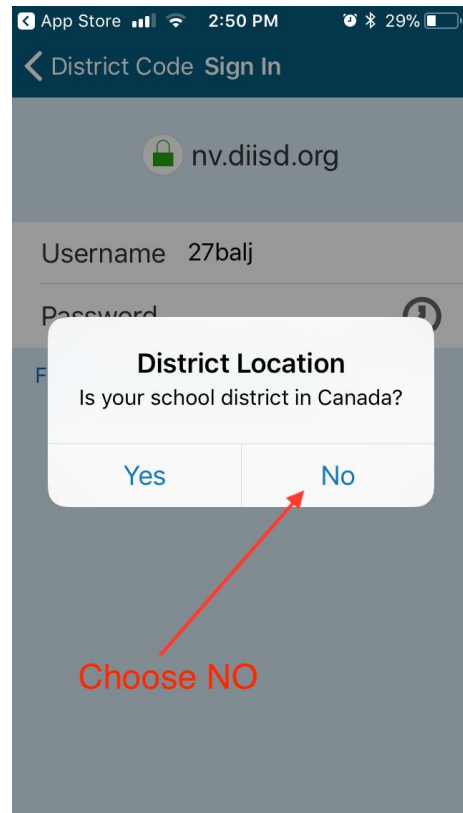 App Store 2:50 PM 29%
District Code Sign In
nv.diisd.org
Username 27balj
Password
F
District Location
Is your school district in Canada?
Yes No
Choose NO